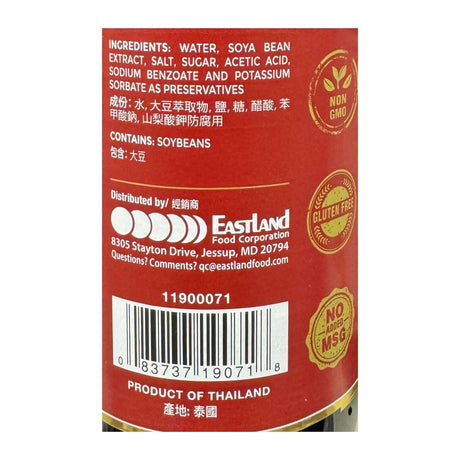 INGREDIENTS: WATER, SOYA BEAN
EXTRACT, SALT, SUGAR, ACETIC ACID,
SODIUM BENZOATE AND POTASSIUM
SORBATE AS PRESERVATIVES
成份: 水, 大豆萃取物, 鹽, 糖, 醋酸, 苯
甲酸鈉, 山梨酸鉀防腐用
CONTAINS: SOYBEANS
包含: 大豆
NON
GMO
GLUTEN FREE
Distributed by/ 經銷商
EASTLAND
Food Corporation
8305 Stayton Drive, Jessup, MD 20794
Questions? Comments? qc@eastlandfood.com
11900071
0 83737 19071 8
NO
ADDED
MSG
PRODUCT OF THAILAND
產地: 泰國